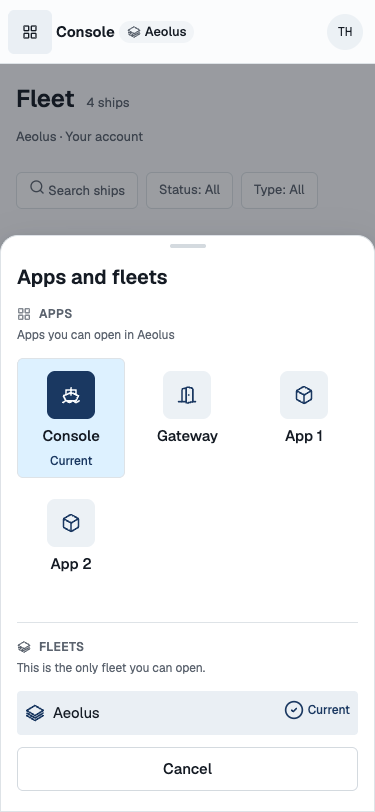 Console Aeolus TH
Fleet 4 ships
Aeolus · Your account
Search ships Status: All Type: All
Apps and fleets
APPS
Apps you can open in Aeolus
Console Gateway App 1
Current
App 2
FLEETS
This is the only fleet you can open.
Aeolus Current
Cancel